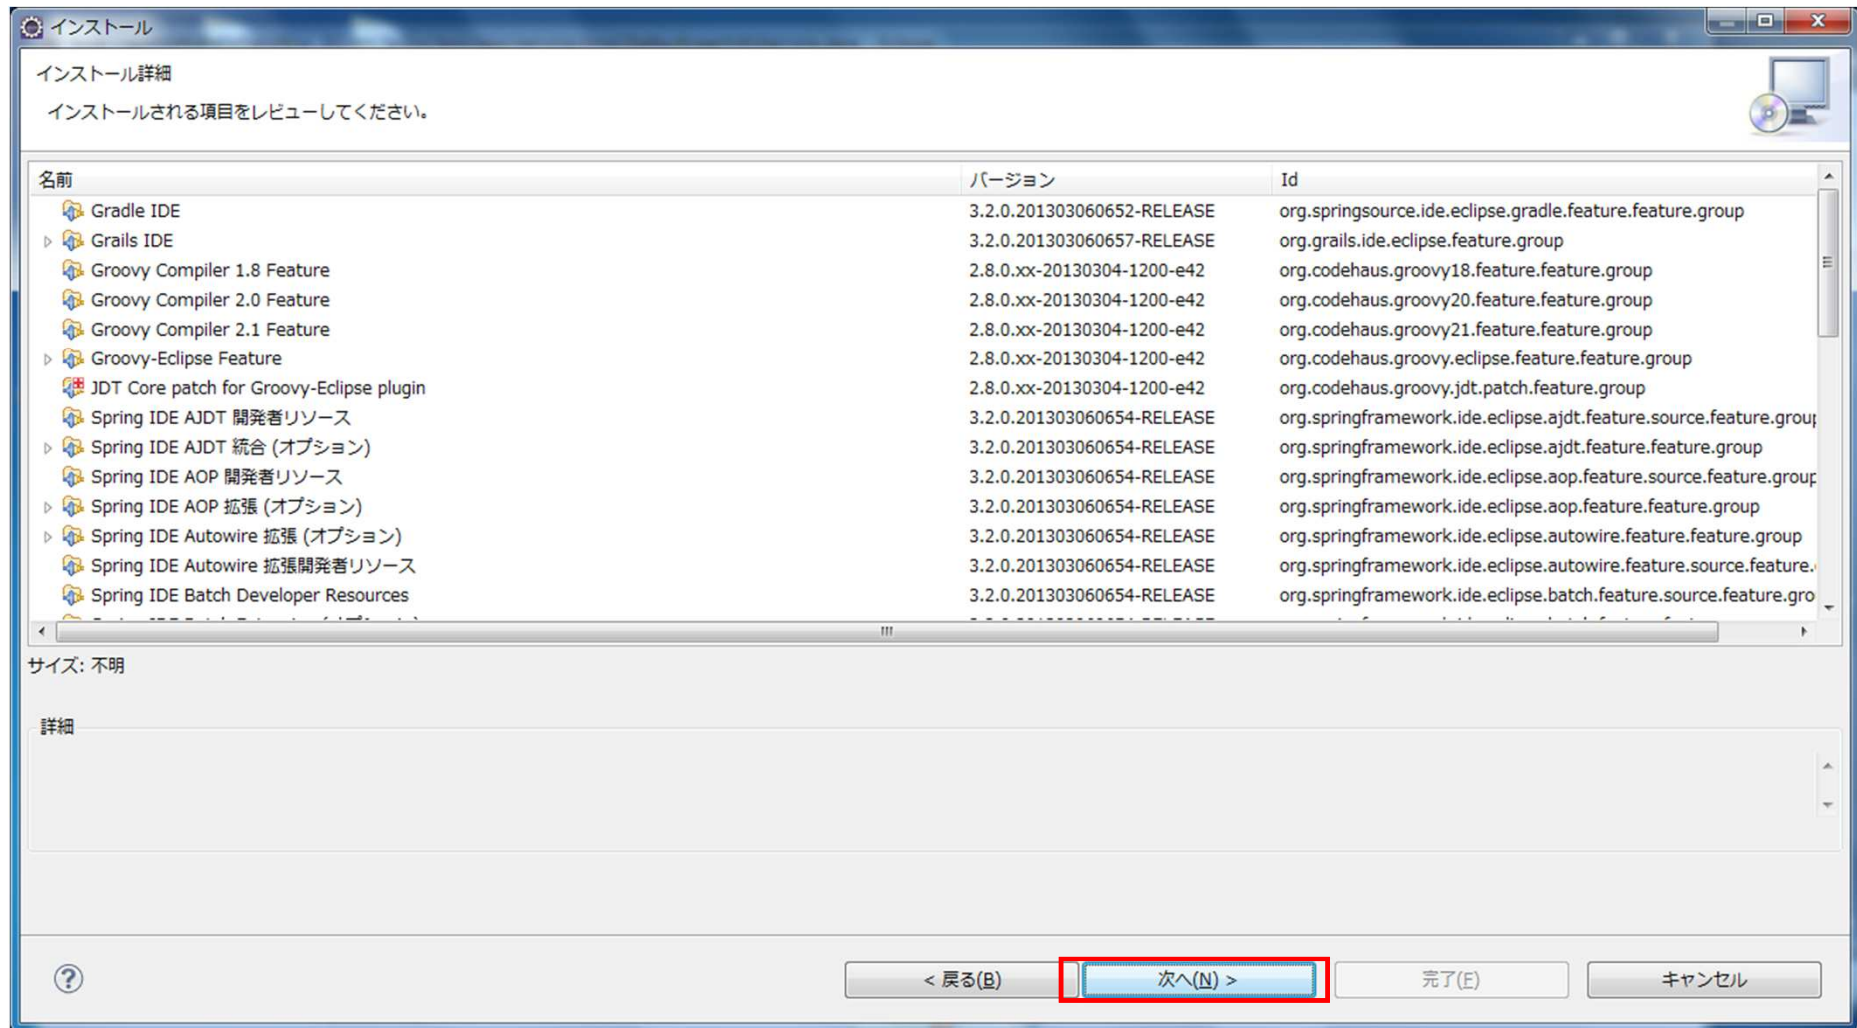 インストール
インストール詳細
インストールされる項目をレビューしてください。
名前 バージョン Id
Gradle IDE 3.2.0.201303060652-RELEASE org.springsource.ide.eclipse.gradle.feature.feature.group
Grails IDE 3.2.0.201303060657-RELEASE org.grails.ide.eclipse.feature.group
Groovy Compiler 1.8 Feature 2.8.0.xx-20130304-1200-e42 org.codehaus.groovy18.feature.feature.group
Groovy Compiler 2.0 Feature 2.8.0.xx-20130304-1200-e42 org.codehaus.groovy20.feature.feature.group
Groovy Compiler 2.1 Feature 2.8.0.xx-20130304-1200-e42 org.codehaus.groovy21.feature.feature.group
Groovy-Eclipse Feature 2.8.0.xx-20130304-1200-e42 org.codehaus.groovy.eclipse.feature.feature.group
JDT Core patch for Groovy-Eclipse plugin 2.8.0.xx-20130304-1200-e42 org.codehaus.groovy.jdt.patch.feature.group
Spring IDE AJDT 開発者リソース 3.2.0.201303060654-RELEASE org.springframework.ide.eclipse.ajdt.feature.source.feature.group
Spring IDE AJDT 統合 (オプション) 3.2.0.201303060654-RELEASE org.springframework.ide.eclipse.ajdt.feature.feature.group
Spring IDE AOP 開発者リソース 3.2.0.201303060654-RELEASE org.springframework.ide.eclipse.aop.feature.source.feature.group
Spring IDE AOP 拡張 (オプション) 3.2.0.201303060654-RELEASE org.springframework.ide.eclipse.aop.feature.feature.group
Spring IDE Autowire 拡張 (オプション) 3.2.0.201303060654-RELEASE org.springframework.ide.eclipse.autowire.feature.feature.group
Spring IDE Autowire 拡張開発者リソース 3.2.0.201303060654-RELEASE org.springframework.ide.eclipse.autowire.feature.source.feature.
Spring IDE Batch Developer Resources 3.2.0.201303060654-RELEASE org.springframework.ide.eclipse.batch.feature.source.feature.gro
サイズ: 不明
詳細
< 戻る(B) 次へ(N) > 完了(F) キャンセル